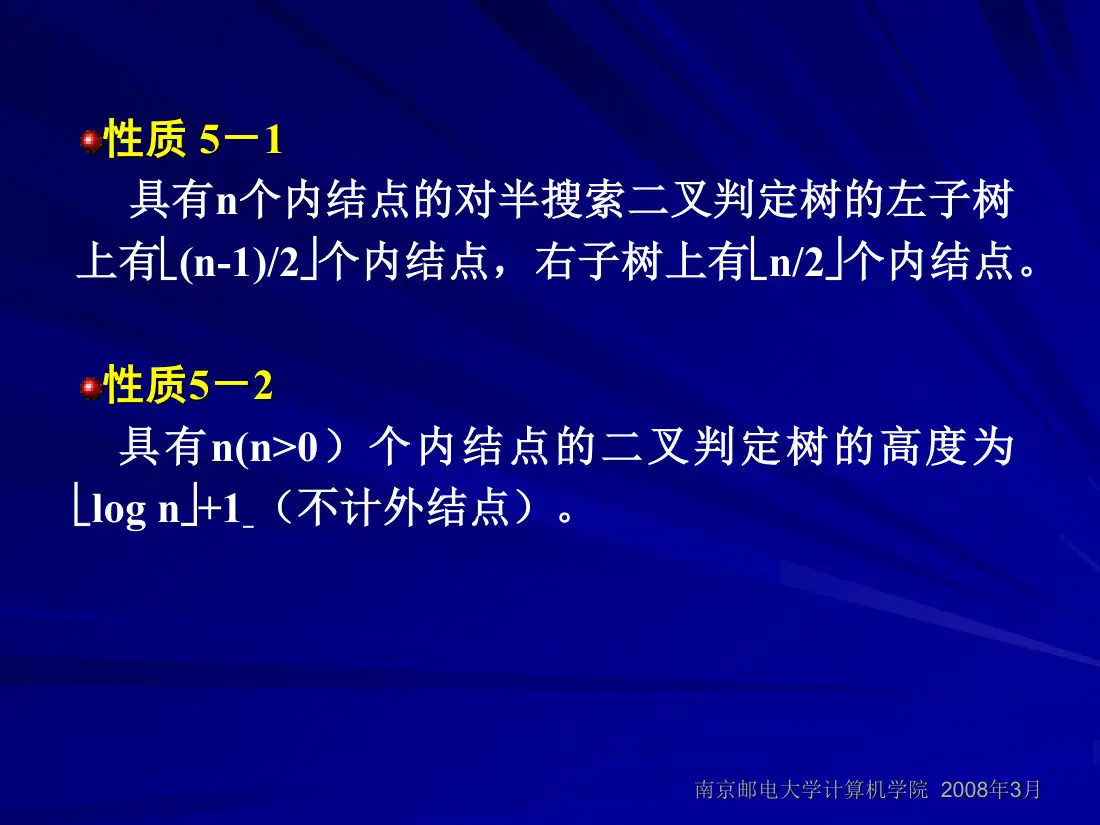 性质 5－1
具有n个内结点的对半搜索二叉判定树的左子树
上有⌊(n-1)/2⌋个内结点，右子树上有⌊n/2⌋个内结点。
性质5－2
具有n(n>0）个内结点的二叉判定树的高度为
⌊log n⌋+1_（不计外结点）。
南京邮电大学计算机学院 2008年3月